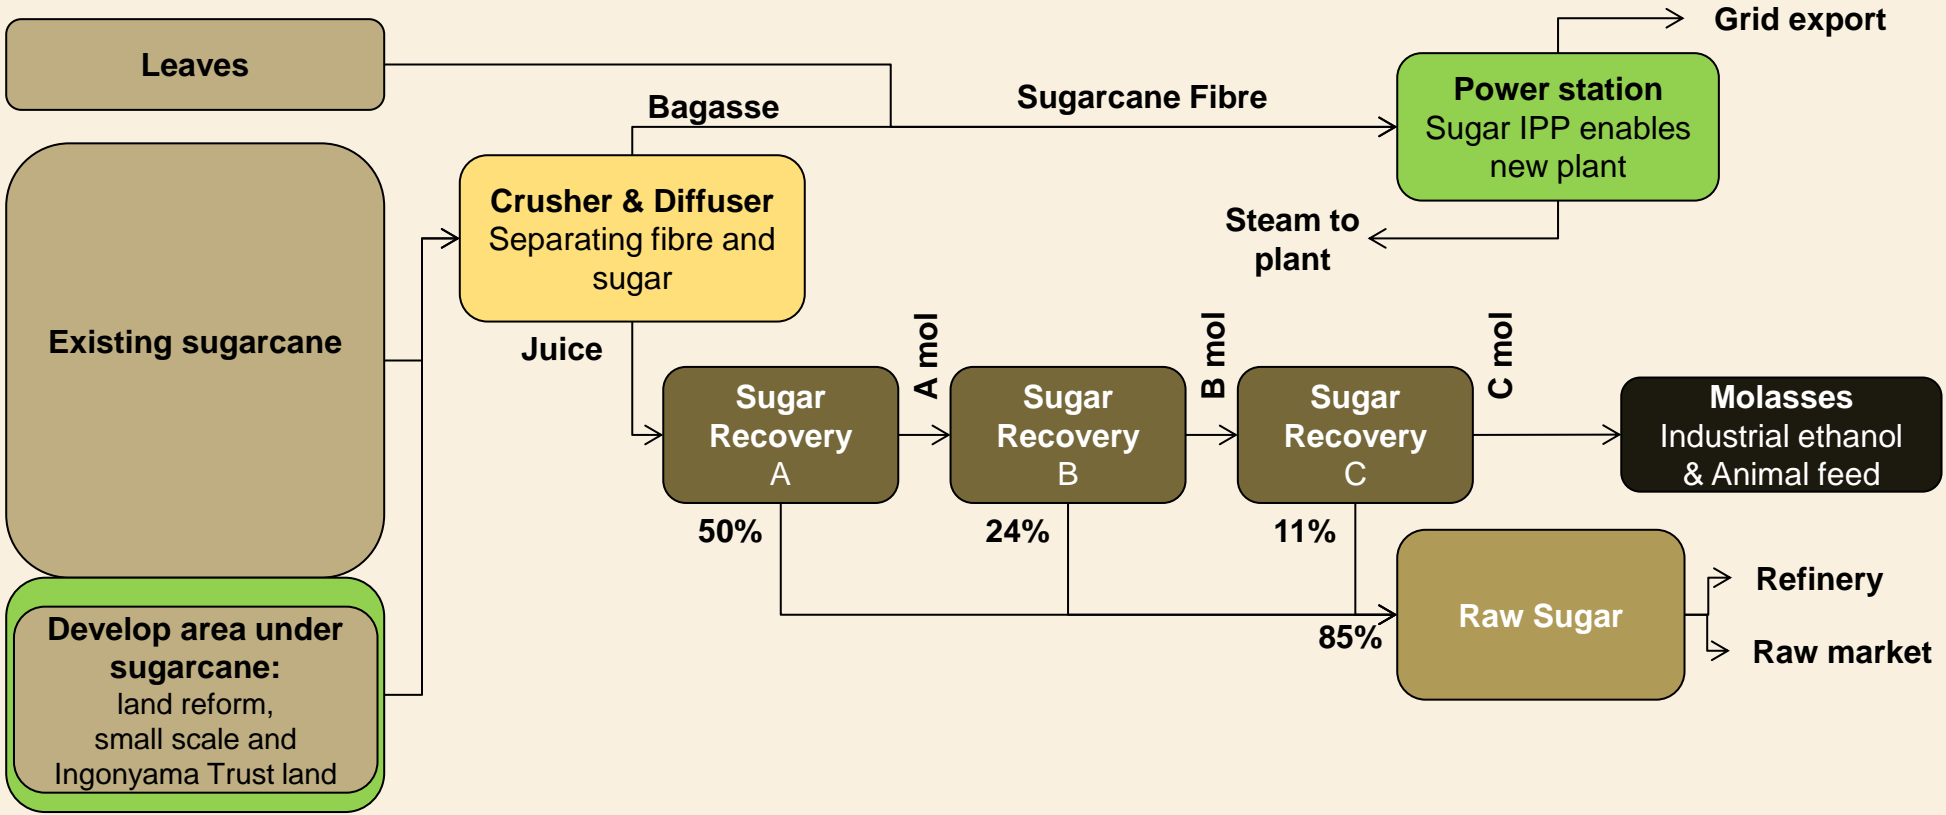 Leaves
Existing sugarcane
Develop area under
sugarcane:
land reform,
small scale and
Ingonyama Trust land
Bagasse
Sugarcane Fibre
Crusher & Diffuser
Separating fibre and
sugar
Juice
Grid export
Power station
Sugar IPP enables
new plant
Steam to
plant
Sugar
Recovery
A
50%
A mol
Sugar
Recovery
B
24%
B mol
Sugar
Recovery
C
11%
C mol
Molasses
Industrial ethanol
& Animal feed
85%
Raw Sugar
Refinery
Raw market